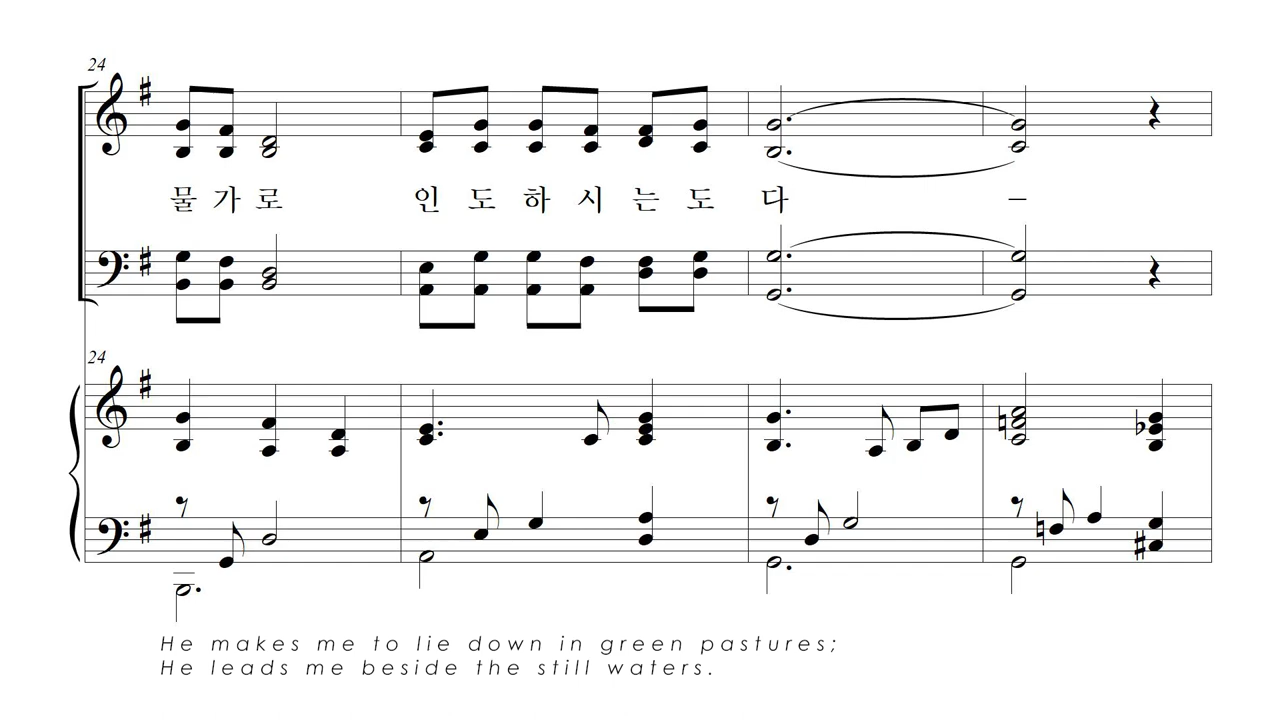 24
물가로 인도하시는도다 –
24
He makes me to lie down in green pastures;
He leads me beside the still waters.